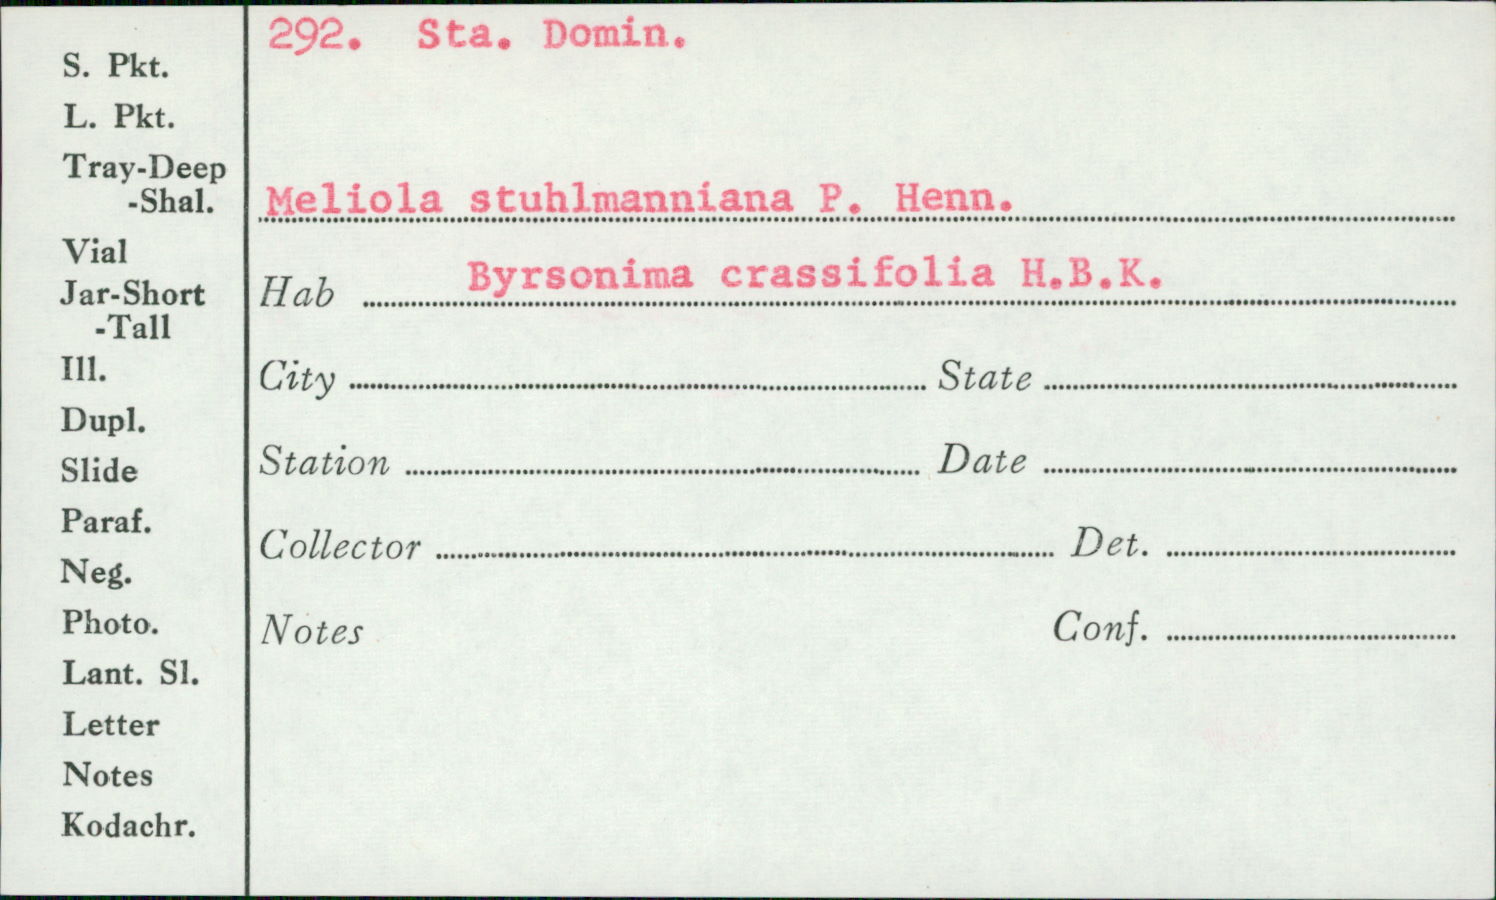 292. Sta. Domin.
S. Pkt.
L. Pkt.
Tray-Deep
-Shal.
Meliola stuhlmanniana P. Henn.
Vial
Jar-Short
-Tall
Hab Byrsonima crassifolia H.B.K.
Ill.
City State
Dupl.
Slide
Station Date
Paraf.
Collector Det.
Neg.
Photo.
Notes Conf.
Lant. Sl.
Letter
Notes
Kodachr.